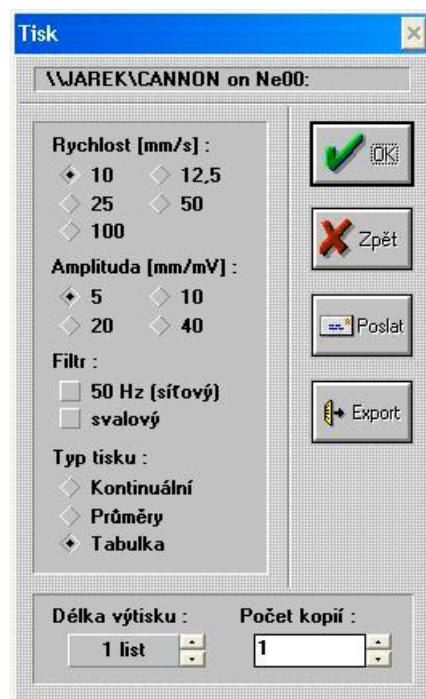 Tisk
\\JAREK\CANNON on Ne00:
Rychlost [mm/s] :
10 12,5
25 50
100
Amplituda [mm/mV] :
5 10
20 40
Filtr :
50 Hz (síťový)
svalový
Typ tisku :
Kontinuální
Průměry
Tabulka
OK
Zpět
Poslat
Export
Délka výtisku : Počet kopií :
1 list 1